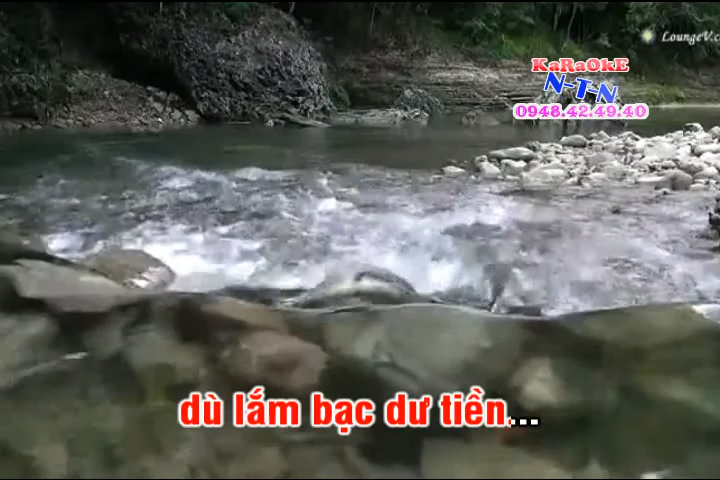 LoungeV.c
KaRaOkE
N-T-N
0948.42.49.40
dù lắm bạc dư tiền...